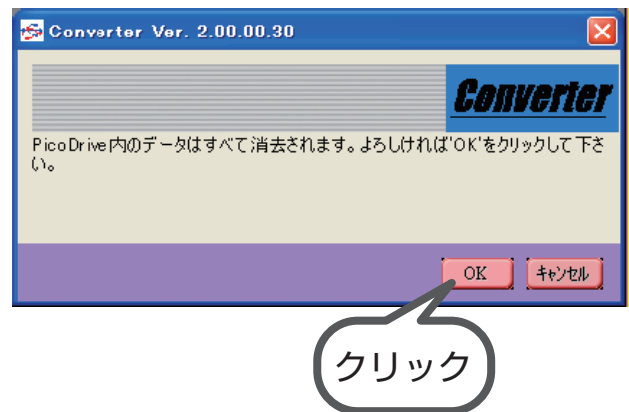 Converter Ver. 2.00.00.30
Converter
PicoDrive内のデータはすべて消去されます。よろしければ'OK'をクリックして下さ
い。
OK キャンセル
クリック